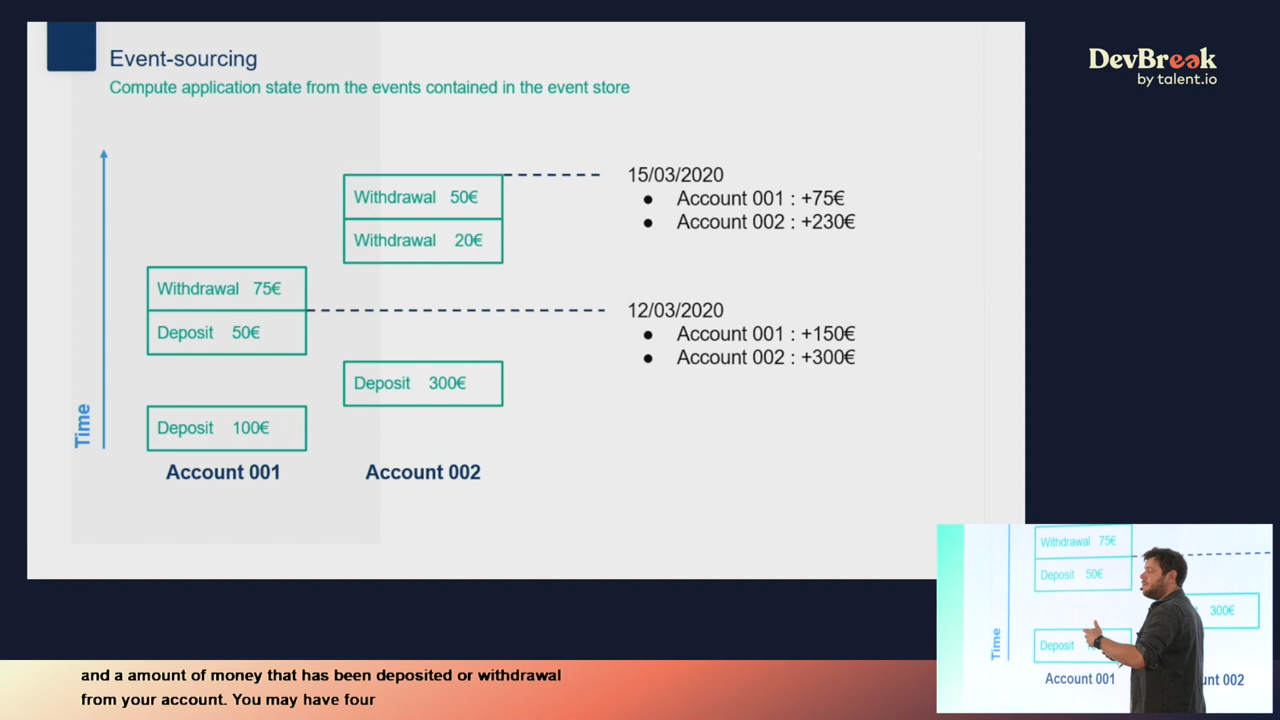 Event-sourcing
Compute application state from the events contained in the event store
DevBreak
by talent.io
Withdrawal 50€
Withdrawal 20€
15/03/2020
● Account 001 : +75€
● Account 002 : +230€
Withdrawal 75€
Deposit 50€
12/03/2020
● Account 001 : +150€
● Account 002 : +300€
Deposit 300€
Deposit 100€
Time
Account 001
Account 002
Withdrawal 75€
Deposit 50€
300€
Deposit
Time
Account 001
unt 002
and a amount of money that has been deposited or withdrawal
from your account. You may have four